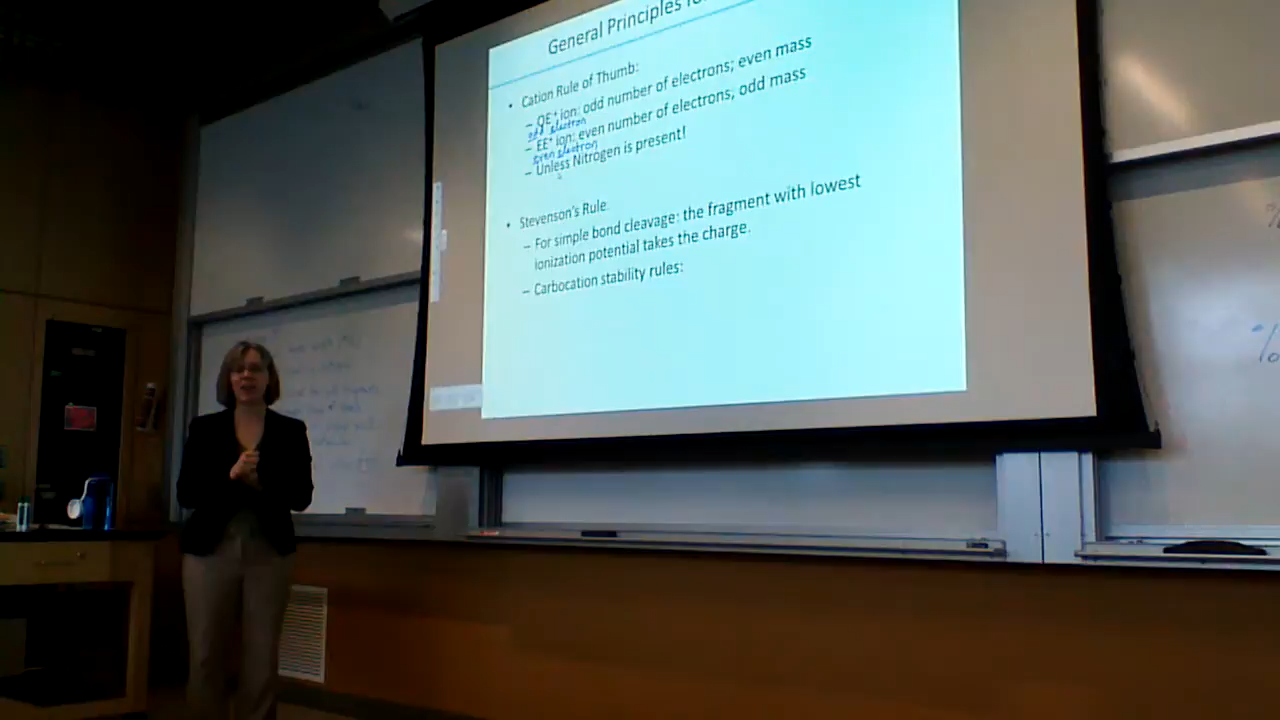 General Principles
• Cation Rule of Thumb:
– OE⁺ ion: odd number of electrons; even mass
odd electron
– EE⁺ ion: even number of electrons, odd mass
even electron
– Unless Nitrogen is present!
• Stevenson's Rule.
– For simple bond cleavage: the fragment with lowest
ionization potential takes the charge.
– Carbocation stability rules:
%
%